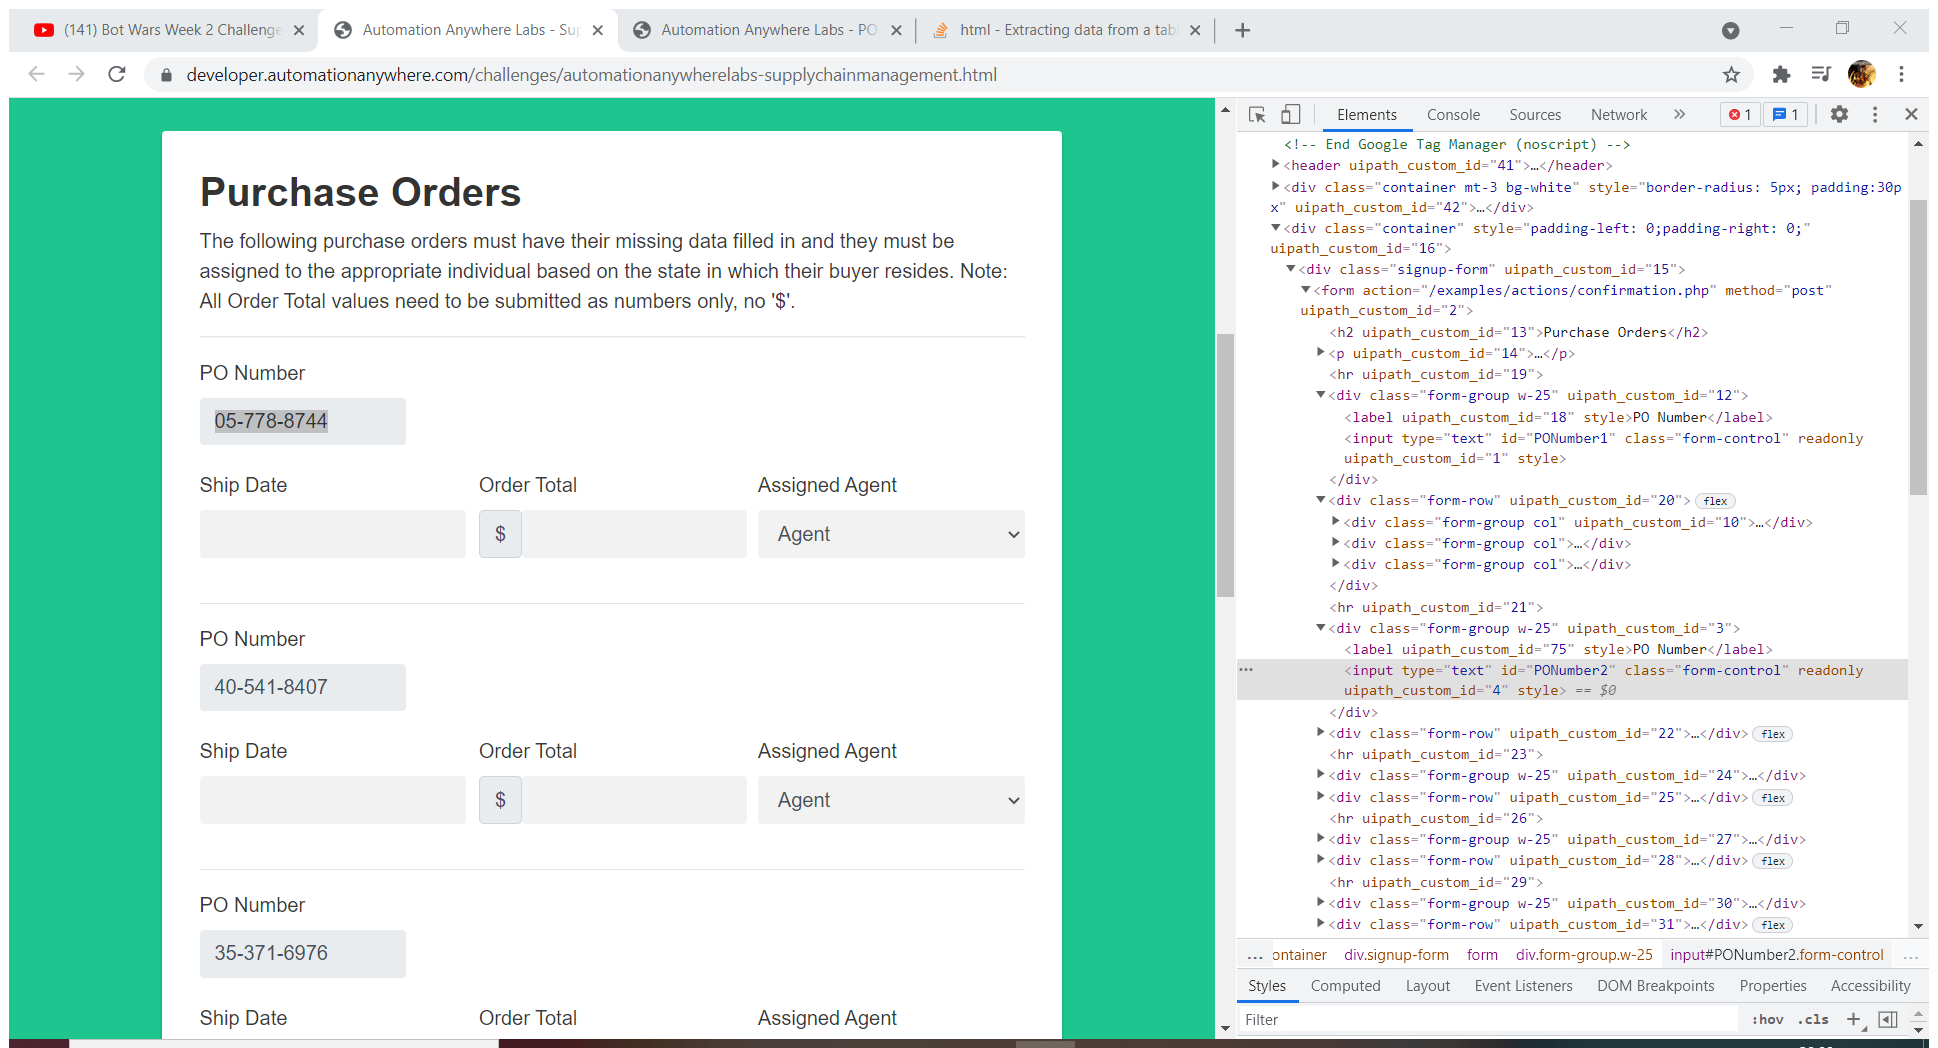 (141) Bot Wars Week 2 Challenge
Automation Anywhere Labs - Sup
Automation Anywhere Labs - PO
html - Extracting data from a tabl
developer.automationanywhere.com/challenges/automationanywherelabs-supplychainmanagement.html
Purchase Orders
The following purchase orders must have their missing data filled in and they must be
assigned to the appropriate individual based on the state in which their buyer resides. Note:
All Order Total values need to be submitted as numbers only, no '$'.
PO Number
05-778-8744
Ship Date Order Total Assigned Agent
$ Agent
PO Number
40-541-8407
Ship Date Order Total Assigned Agent
$ Agent
PO Number
35-371-6976
Ship Date Order Total Assigned Agent
Elements Console Sources Network » 1 1
<!-- End Google Tag Manager (noscript) -->
<header uipath_custom_id="41">…</header>
<div class="container mt-3 bg-white" style="border-radius: 5px; padding:30p
x" uipath_custom_id="42">…</div>
<div class="container" style="padding-left: 0;padding-right: 0;"
uipath_custom_id="16">
<div class="signup-form" uipath_custom_id="15">
<form action="/examples/actions/confirmation.php" method="post"
uipath_custom_id="2">
<h2 uipath_custom_id="13">Purchase Orders</h2>
<p uipath_custom_id="14">…</p>
<hr uipath_custom_id="19">
<div class="form-group w-25" uipath_custom_id="12">
<label uipath_custom_id="18" style>PO Number</label>
<input type="text" id="PONumber1" class="form-control" readonly
uipath_custom_id="1" style>
</div>
<div class="form-row" uipath_custom_id="20"> flex
<div class="form-group col" uipath_custom_id="10">…</div>
<div class="form-group col">…</div>
<div class="form-group col">…</div>
</div>
<hr uipath_custom_id="21">
<div class="form-group w-25" uipath_custom_id="3">
<label uipath_custom_id="75" style>PO Number</label>
<input type="text" id="PONumber2" class="form-control" readonly
uipath_custom_id="4" style> == $0
</div>
<div class="form-row" uipath_custom_id="22">…</div> flex
<hr uipath_custom_id="23">
<div class="form-group w-25" uipath_custom_id="24">…</div>
<div class="form-row" uipath_custom_id="25">…</div> flex
<hr uipath_custom_id="26">
<div class="form-group w-25" uipath_custom_id="27">…</div>
<div class="form-row" uipath_custom_id="28">…</div> flex
<hr uipath_custom_id="29">
<div class="form-group w-25" uipath_custom_id="30">…</div>
<div class="form-row" uipath_custom_id="31">…</div> flex
... ontainer div.signup-form form div.form-group.w-25 input#PONumber2.form-control ...
Styles Computed Layout Event Listeners DOM Breakpoints Properties Accessibility
Filter :hov .cls +